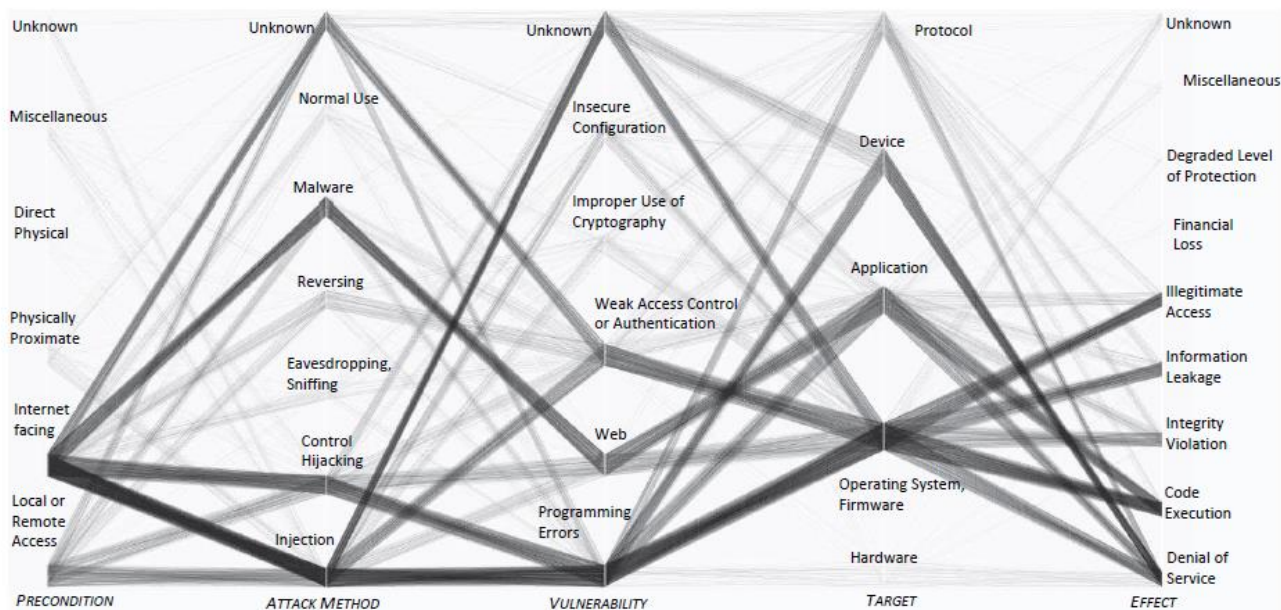 Unknown
Miscellaneous
Direct
Physical
Physically
Proximate
Internet
facing
Local or
Remote
Access
PRECONDITION
Unknown
Normal Use
Malware
Reversing
Eavesdropping,
Sniffing
Control
Hijacking
Injection
ATTACK METHOD
Unknown
Insecure
Configuration
Improper Use of
Cryptography
Weak Access Control
or Authentication
Web
Programming
Errors
VULNERABILITY
Protocol
Device
Application
Operating System,
Firmware
Hardware
TARGET
Unknown
Miscellaneous
Degraded Level
of Protection
Financial
Loss
Illegitimate
Access
Information
Leakage
Integrity
Violation
Code
Execution
Denial of
Service
EFFECT